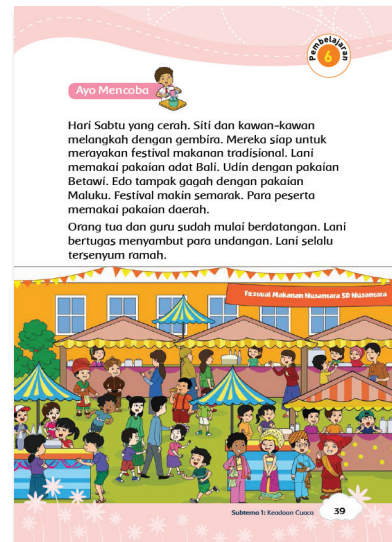 Pembelajaran
6
Ayo Mencoba
Hari Sabtu yang cerah. Siti dan kawan-kawan
melangkah dengan gembira. Mereka siap untuk
merayakan festival makanan tradisional. Lani
memakai pakaian adat Bali. Udin dengan pakaian
Betawi. Edo tampak gagah dengan pakaian
Maluku. Festival makin semarak. Para peserta
memakai pakaian daerah.
Orang tua dan guru sudah mulai berdatangan. Lani
bertugas menyambut para undangan. Lani selalu
tersenyum ramah.
Festival Makanan Nusantara SD Nusantara
Subtema 1: Keadaan Cuaca
39